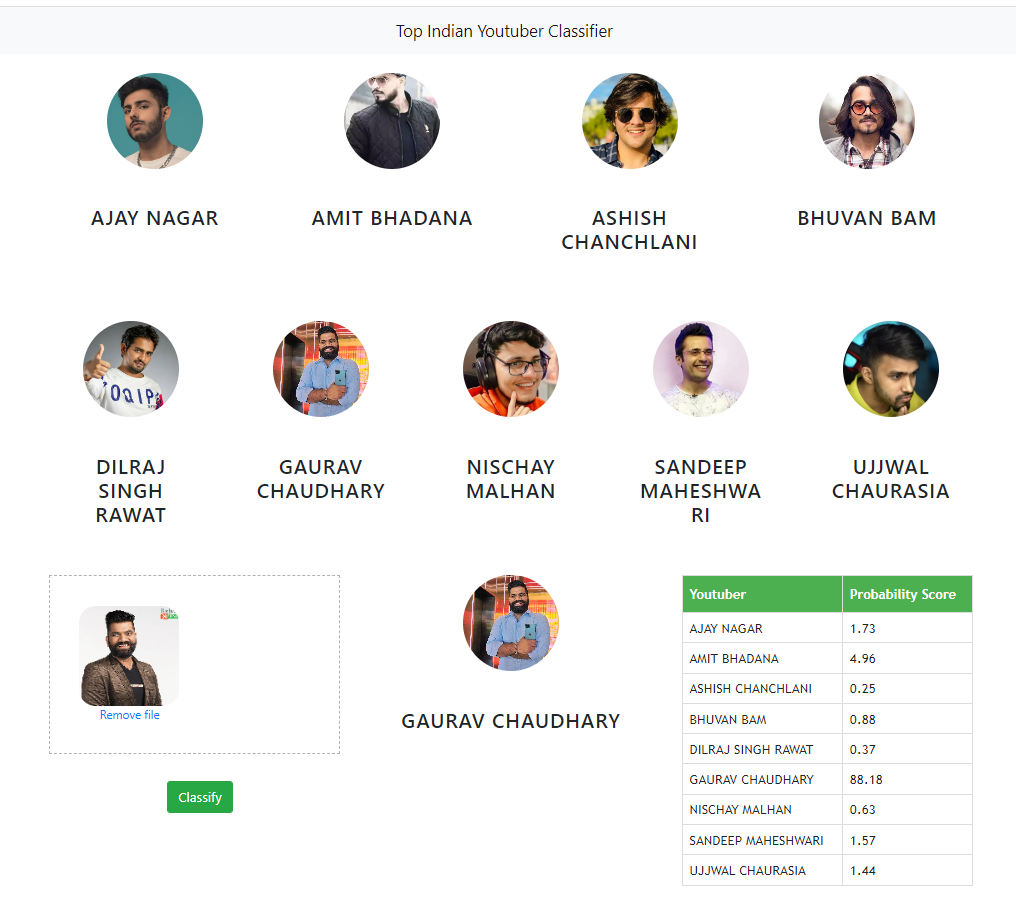 Top Indian Youtuber Classifier
AJAY NAGAR
AMIT BHADANA
ASHISH
CHANCHLANI
BHUVAN BAM
DILRAJ
SINGH
RAWAT
GAURAV
CHAUDHARY
NISCHAY
MALHAN
SANDEEP
MAHESHWA
RI
UJJWAL
CHAURASIA
Remove file
Classify
GAURAV CHAUDHARY
Youtuber Probability Score
AJAY NAGAR 1.73
AMIT BHADANA 4.96
ASHISH CHANCHLANI 0.25
BHUVAN BAM 0.88
DILRAJ SINGH RAWAT 0.37
GAURAV CHAUDHARY 88.18
NISCHAY MALHAN 0.63
SANDEEP MAHESHWARI 1.57
UJJWAL CHAURASIA 1.44